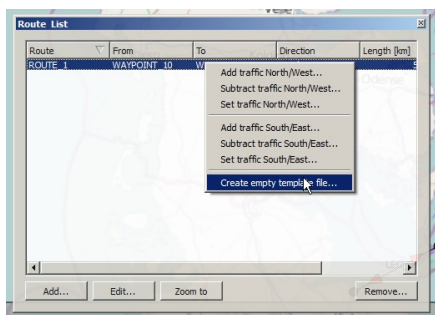 Route List
Route From To Direction Length [km]
ROUTE_1 WAYPOINT_10
Add traffic North/West...
Subtract traffic North/West...
Set traffic North/West...
Add traffic South/East...
Subtract traffic South/East...
Set traffic South/East...
Create empty template file...
Odense
Add... Edit... Zoom to Remove...